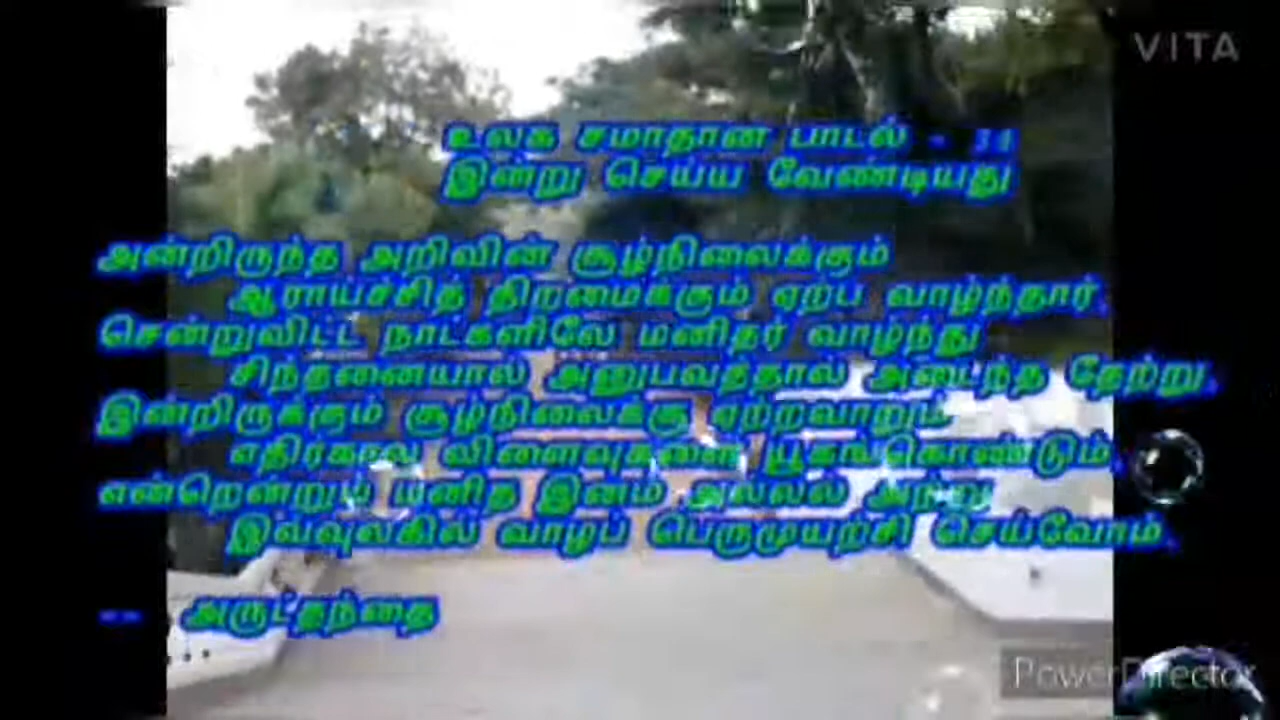 VITA
உலக சமாதான பாடல் -
இன்று செய்ய வேண்டியது
அன்றிருந்த அறிவின் சூழ்நிலைக்கும்
ஆராய்ச்சித் திறமைக்கும் ஏற்ப வாழ்ந்தார்,
சென்றுவிட்ட நாட்களிலே மனிதர் வாழ்ந்து
சிந்தனையால் அனுபவத்தால் அடைந்த தேற்று,
இன்றிருக்கும் சூழ்நிலைக்கு ஏற்றவாறும்
எதிர்கால விளைவுகளை யூகங்கொண்டும்,
என்றென்றும் மனித இனம் அல்லல் அற்று
இவ்வுலகில் வாழப் பெருமுயற்சி செய்வோம்.
-- அருட்தந்தை
PowerDirector